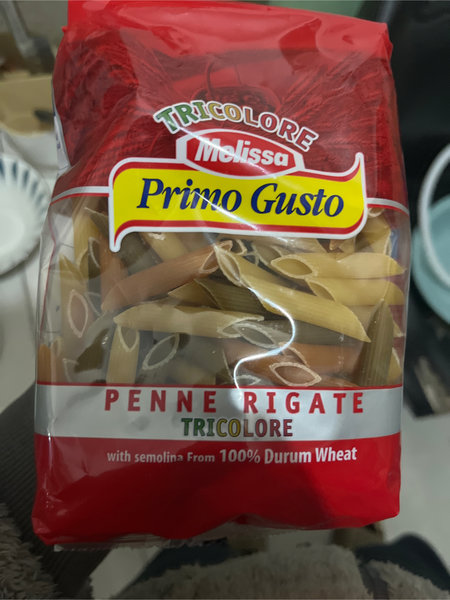 TRICOLORE
Melissa
Primo Gusto
PENNE RIGATE
TRICOLORE
with semolina From 100% Durum Wheat